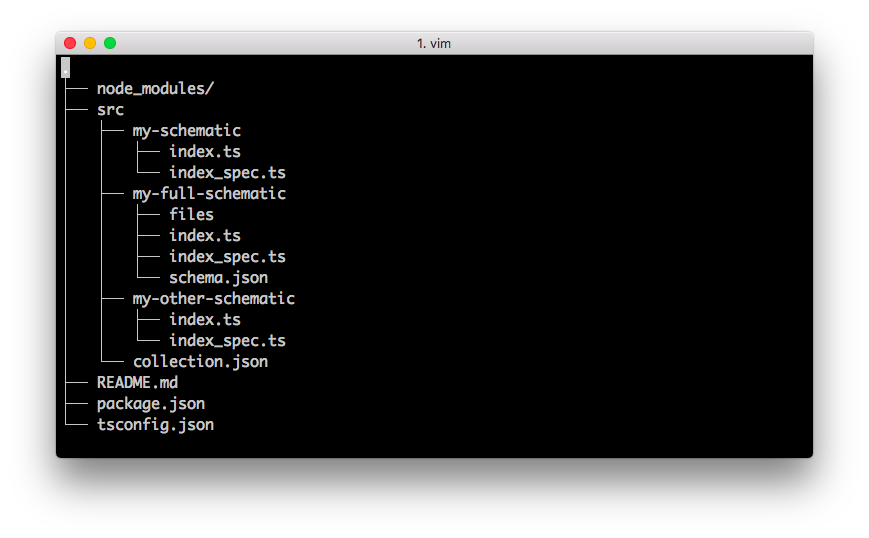 1. vim
.
├── node_modules/
├── src
│   ├── my-schematic
│   │   ├── index.ts
│   │   └── index_spec.ts
│   ├── my-full-schematic
│   │   ├── files
│   │   ├── index.ts
│   │   ├── index_spec.ts
│   │   └── schema.json
│   ├── my-other-schematic
│   │   ├── index.ts
│   │   └── index_spec.ts
│   └── collection.json
├── README.md
├── package.json
└── tsconfig.json